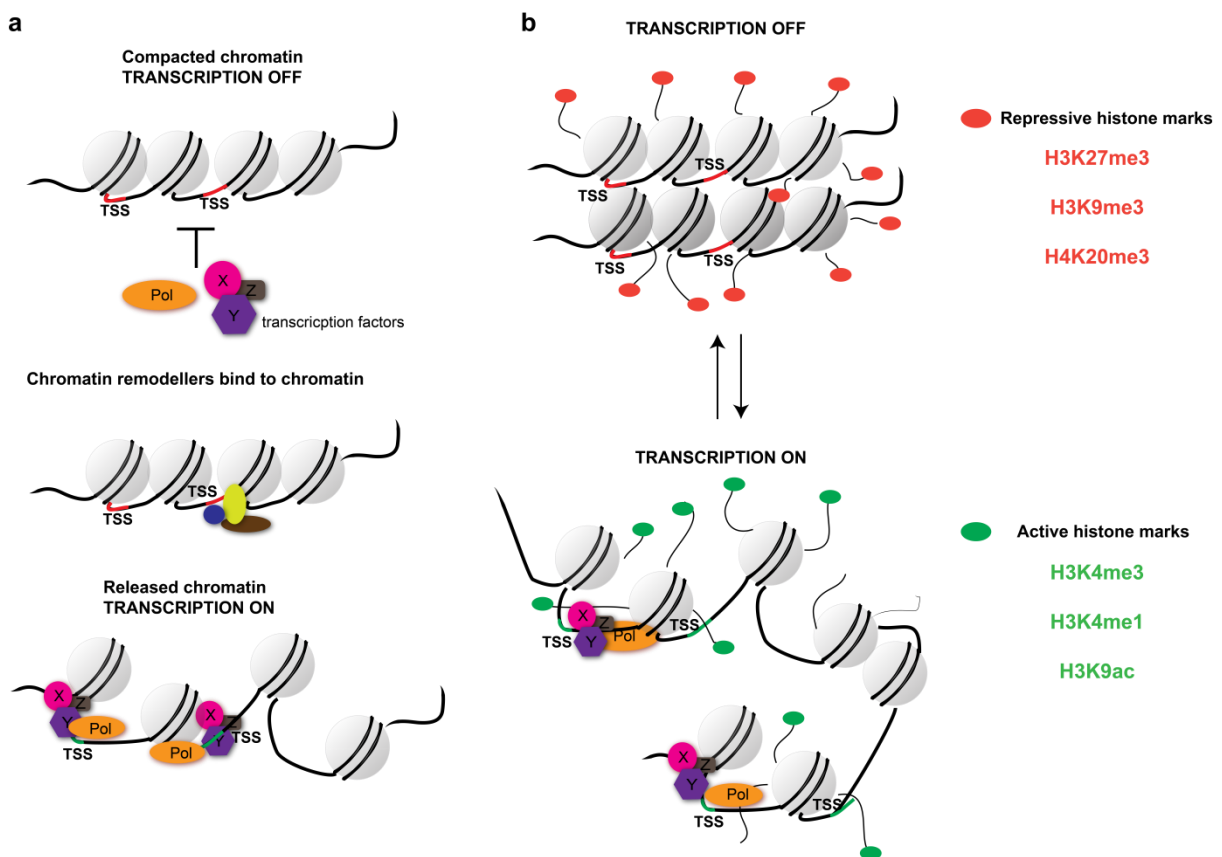 a
Compacted chromatin
TRANSCRIPTION OFF
TSS
TSS
Pol
X
Z
Y
transcricption factors
Chromatin remodellers bind to chromatin
TSS
TSS
Released chromatin
TRANSCRIPTION ON
X
Z
Y
Pol
TSS
X
Z
Y
Pol
TSS
b
TRANSCRIPTION OFF
TSS
TSS
TSS
TSS
TRANSCRIPTION ON
X
Z
Y
Pol
TSS
TSS
X
Z
Y
Pol
TSS
TSS
Repressive histone marks
H3K27me3
H3K9me3
H4K20me3
Active histone marks
H3K4me3
H3K4me1
H3K9ac